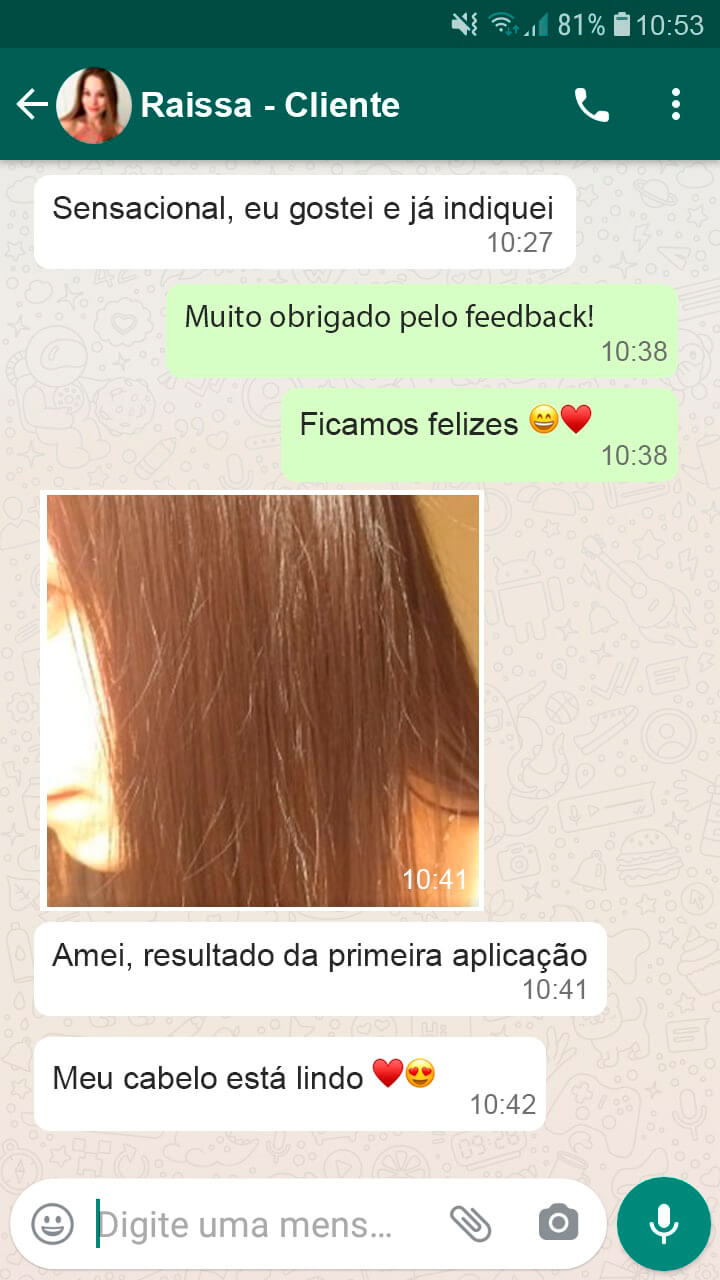 81% 10:53
Raissa - Cliente
Sensacional, eu gostei e já indiquei
10:27
Muito obrigado pelo feedback!
10:38
Ficamos felizes 😄♥️
10:38
10:41
Amei, resultado da primeira aplicação
10:41
Meu cabelo está lindo ♥️😍
10:42
Digite uma mens...